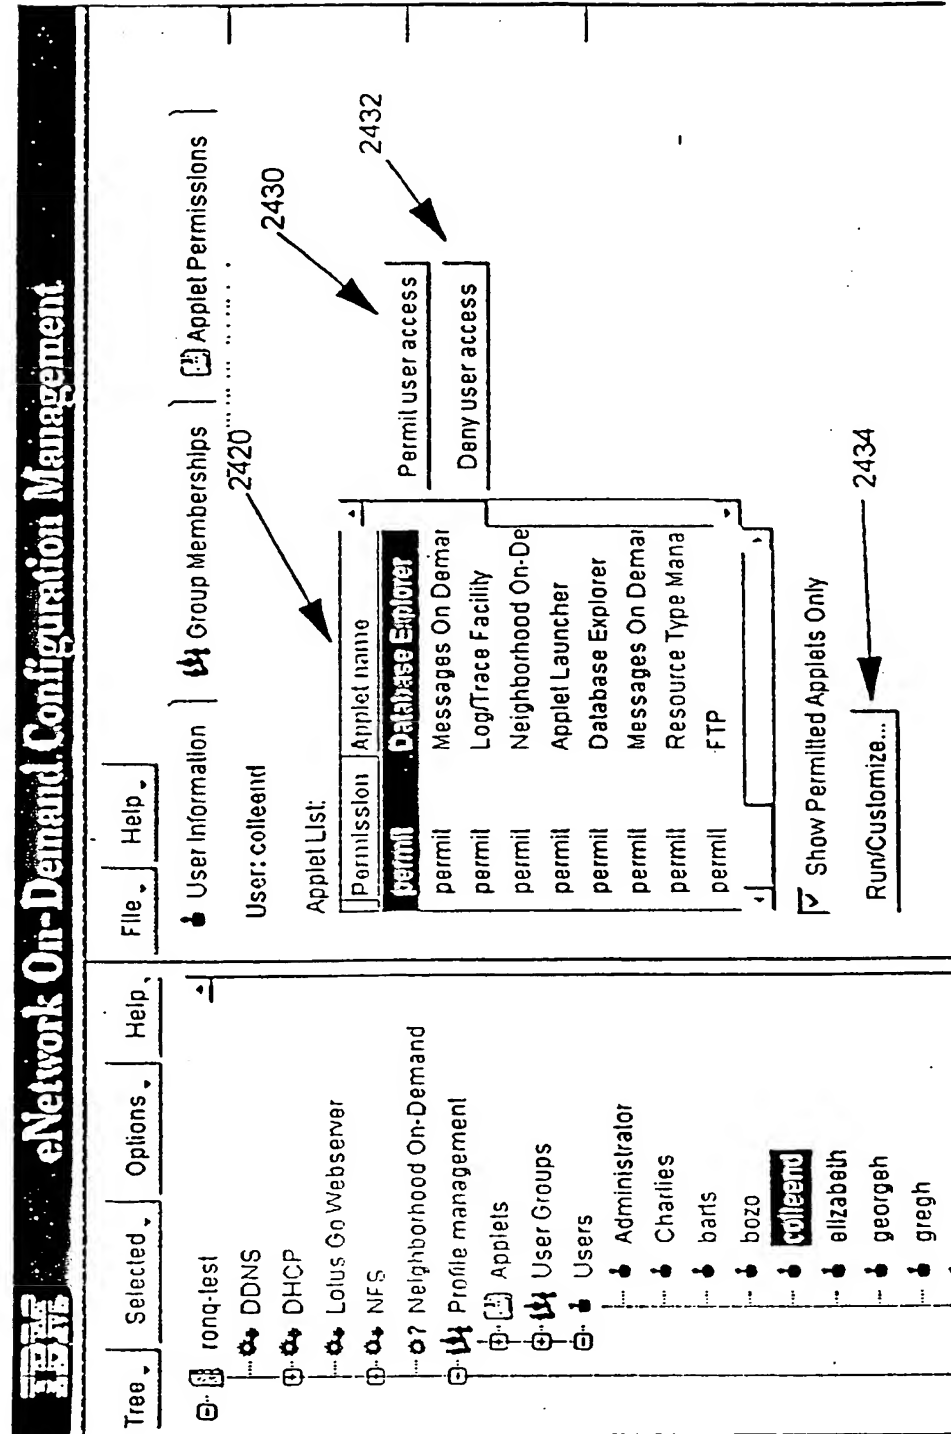 IBM eNetwork On-Demand Configuration Management
Tree Selected Options Help
ronq-test
DDNS
DHCP
Lotus Go Webserver
NFS
? Neighborhood On-Demand
Profile management
Applets
User Groups
Users
Administrator
Charlies
barts
bozo
colleend
elizabeth
georgeh
gregh
File Help
User Information Group Memberships Applet Permissions
User: colleend
Applet List:
Permission Applet name
permit Database Explorer
permit Messages On Demar
permit Log/Trace Facility
permit Neighborhood On-De
permit Applet Launcher
permit Database Explorer
permit Messages On Demar
permit Resource Type Mana
permit FTP
Permit user access
Deny user access
Show Permitted Applets Only
Run/Customize...
2420
2430
2432
2434